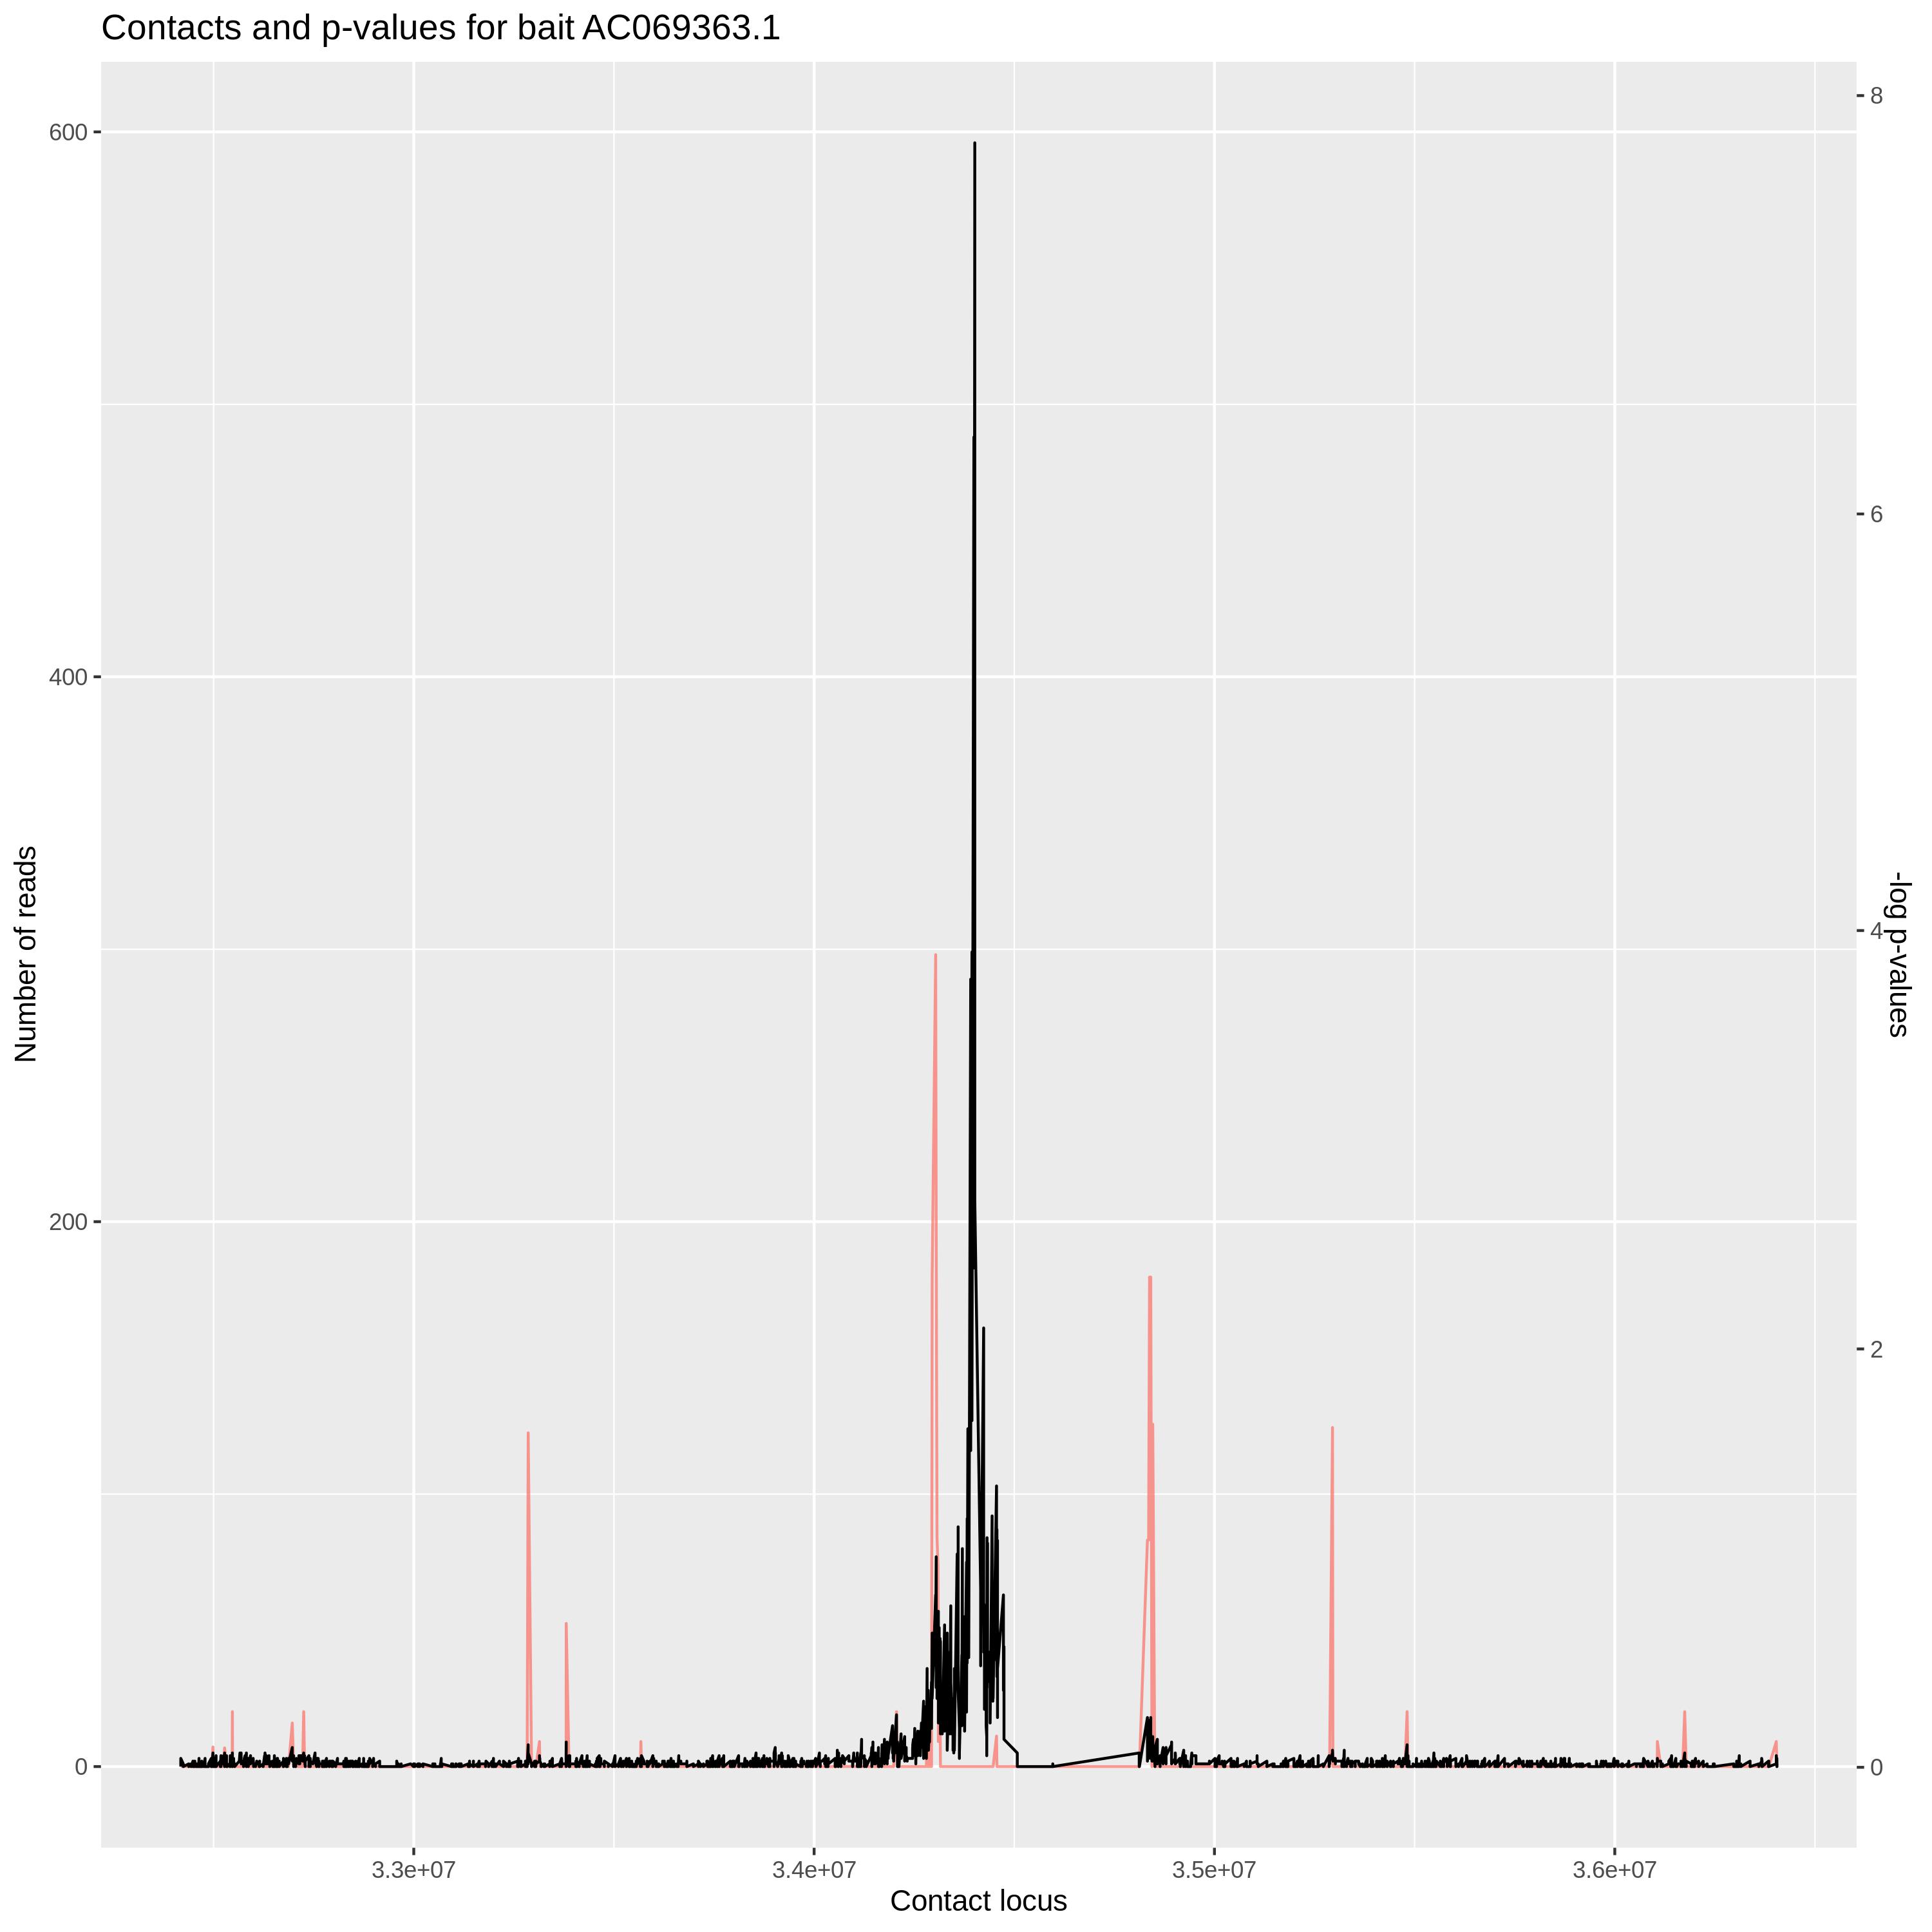 Contacts and p-values for bait AC069363.1
600
400
200
0
Number of reads
8
6
4
2
0
-log p-values
3.3e+07
3.4e+07
3.5e+07
3.6e+07
Contact locus